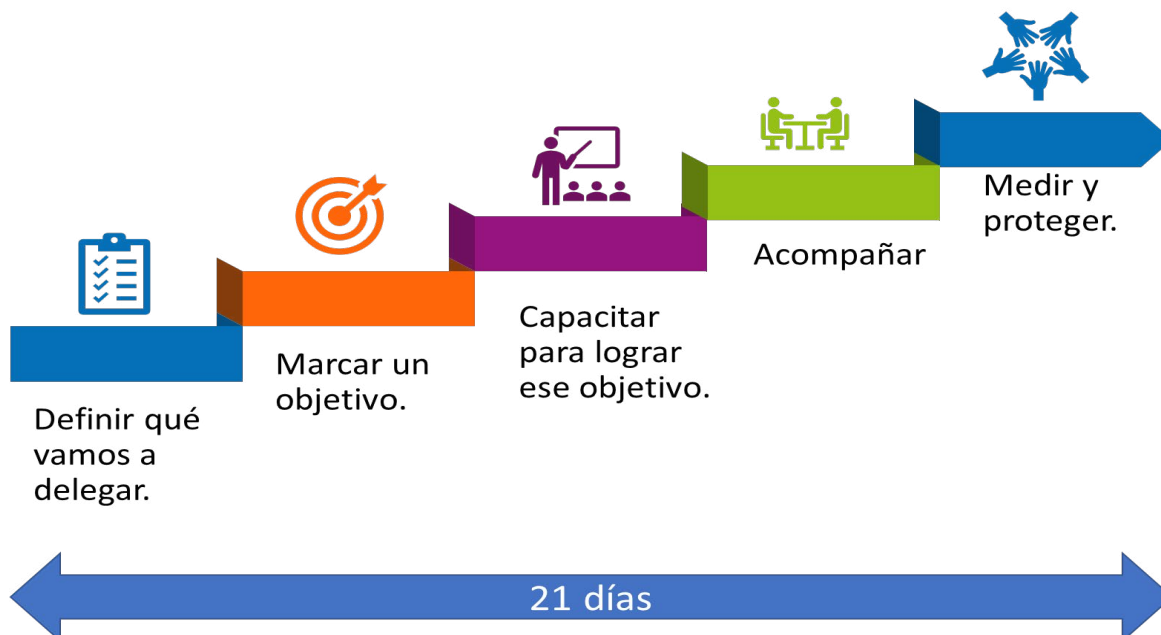 Definir qué
vamos a
delegar.
Marcar un
objetivo.
Capacitar
para lograr
ese objetivo.
Acompañar
Medir y
proteger.
21 días